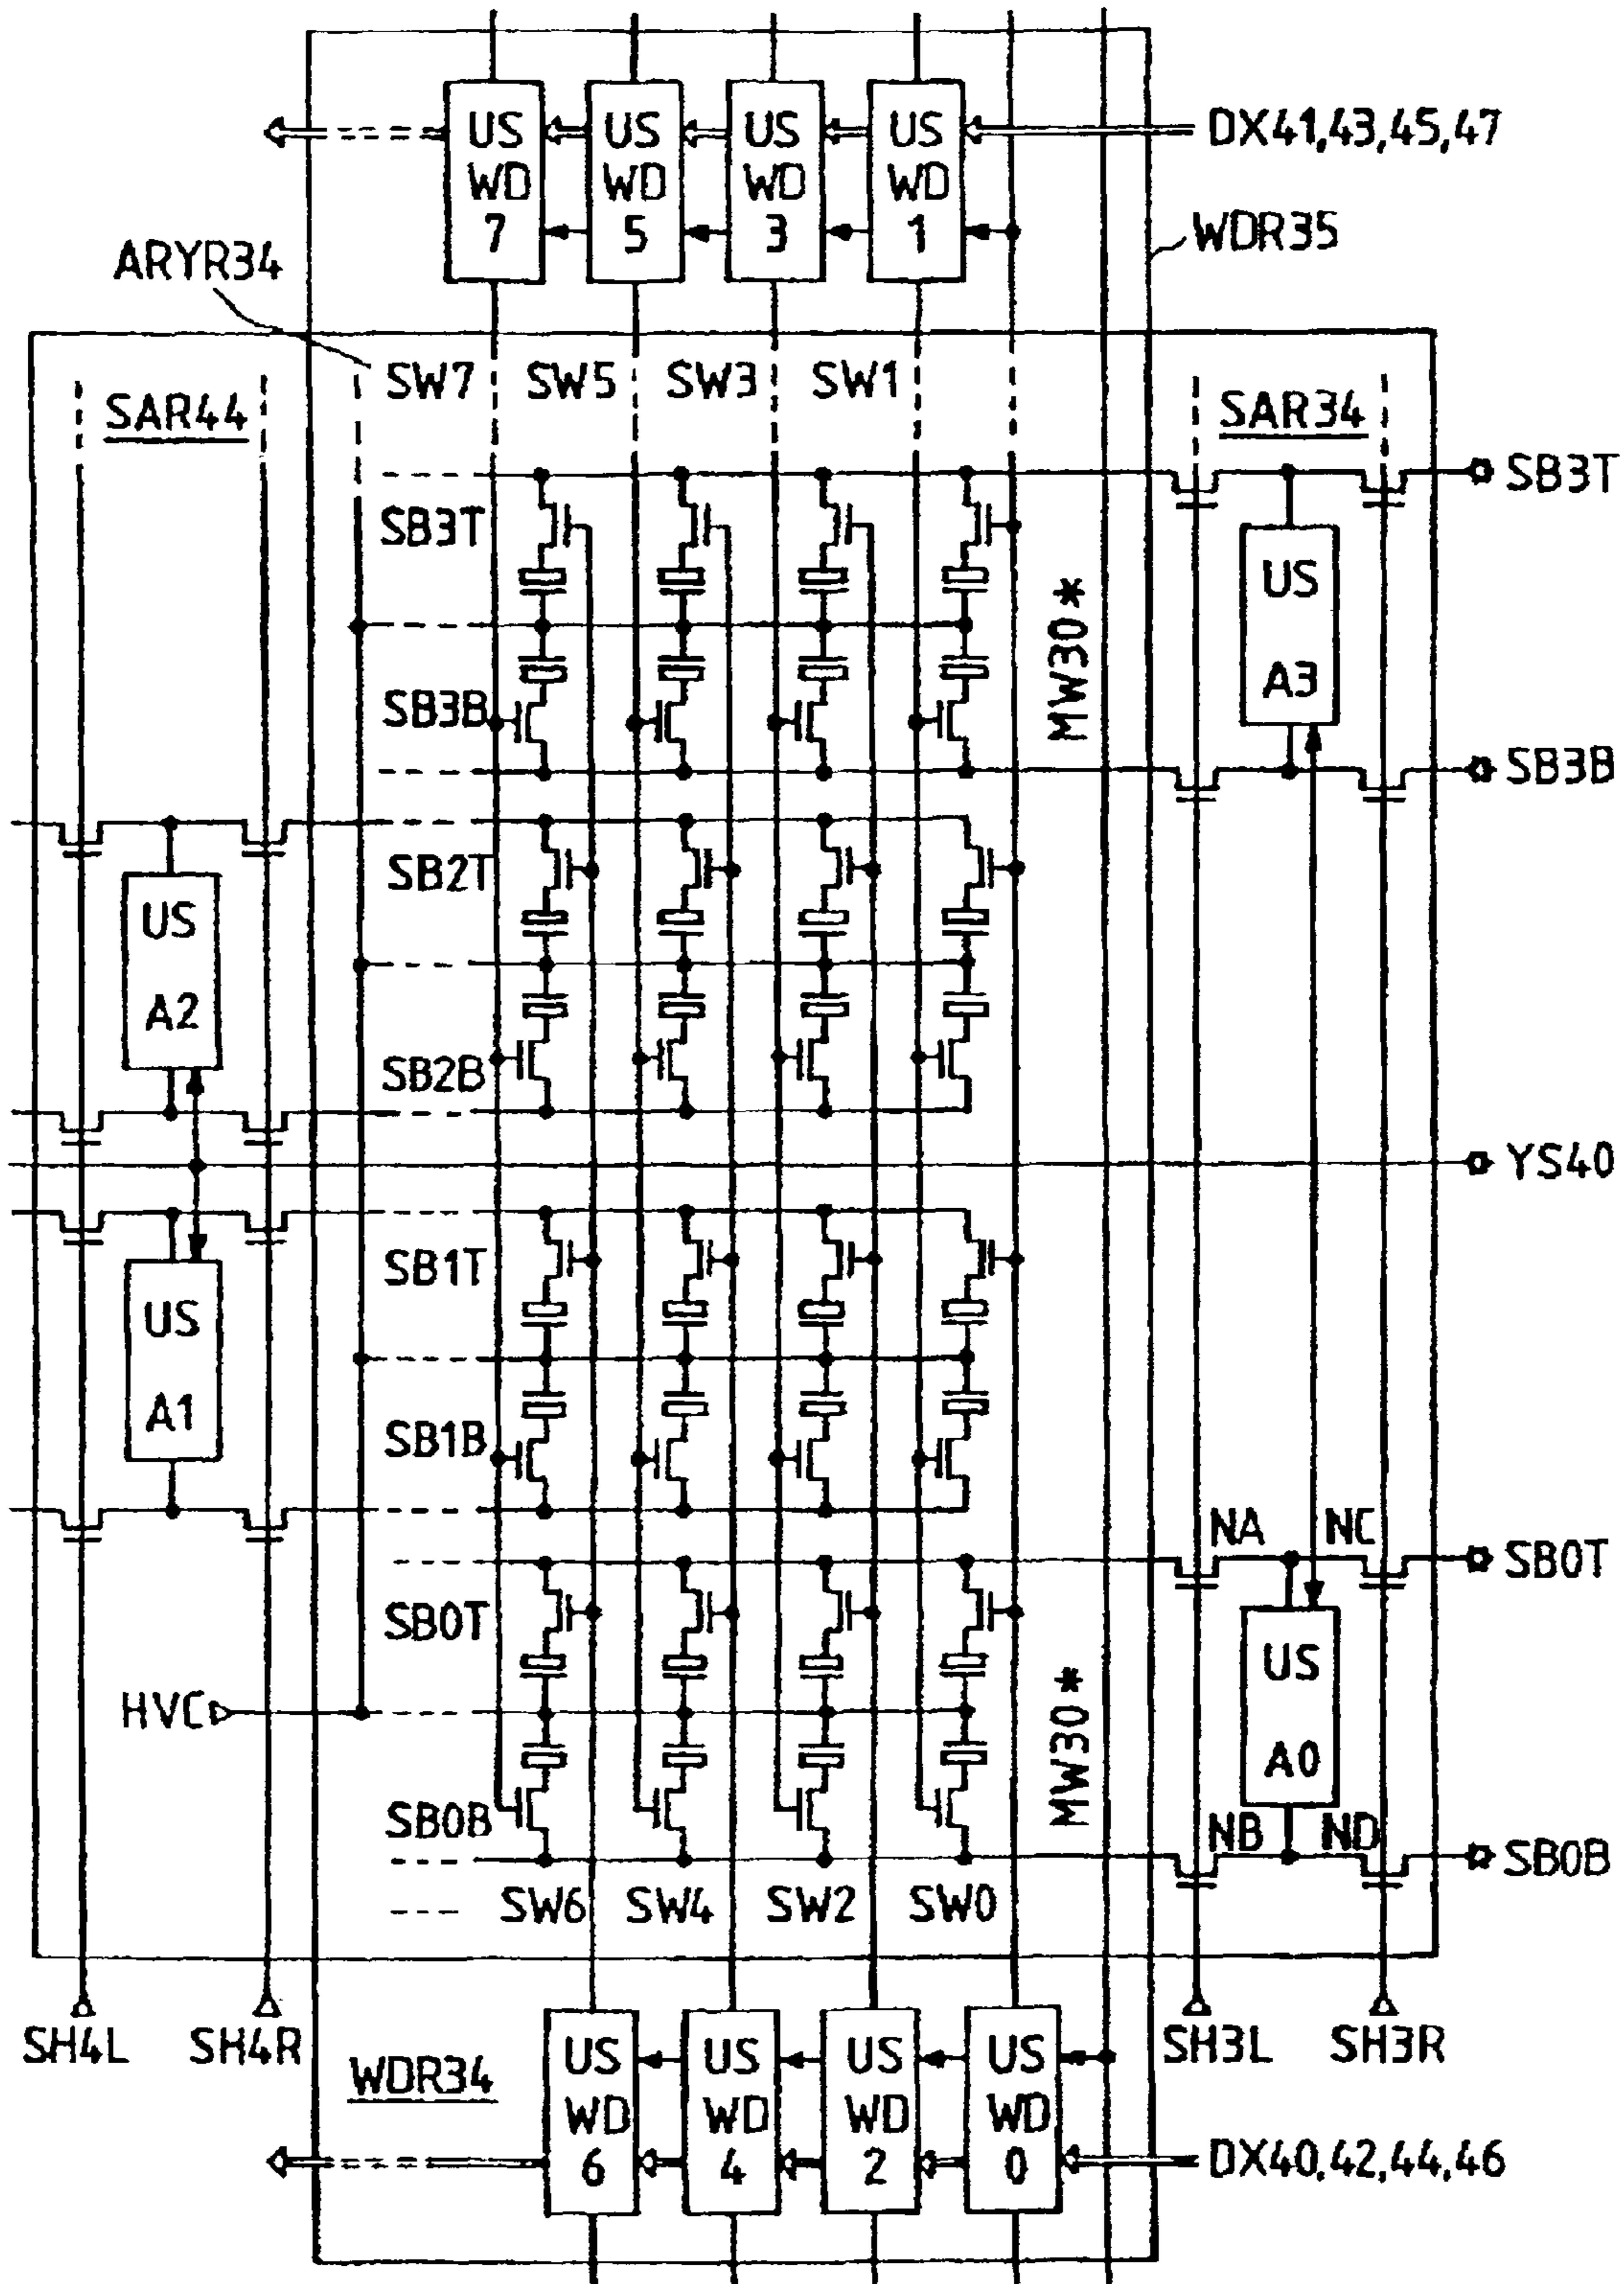 US WD 7
US WD 5
US WD 3
US WD 1
DX41,43,45,47
WDR35
ARYR34
SW7
SW5
SW3
SW1
SAR44
SAR34
SB3T
SB3T
US A3
MW30*
SB3B
SB3B
SB2T
US A2
SB2B
YS40
SB1T
US A1
SB1B
NA
NC
SB0T
SB0T
US A0
MW30*
HVC
SB0B
NB
ND
SB0B
SW6
SW4
SW2
SW0
SH4L
SH4R
SH3L
SH3R
WDR34
US WD 6
US WD 4
US WD 2
US WD 0
DX40,42,44,46